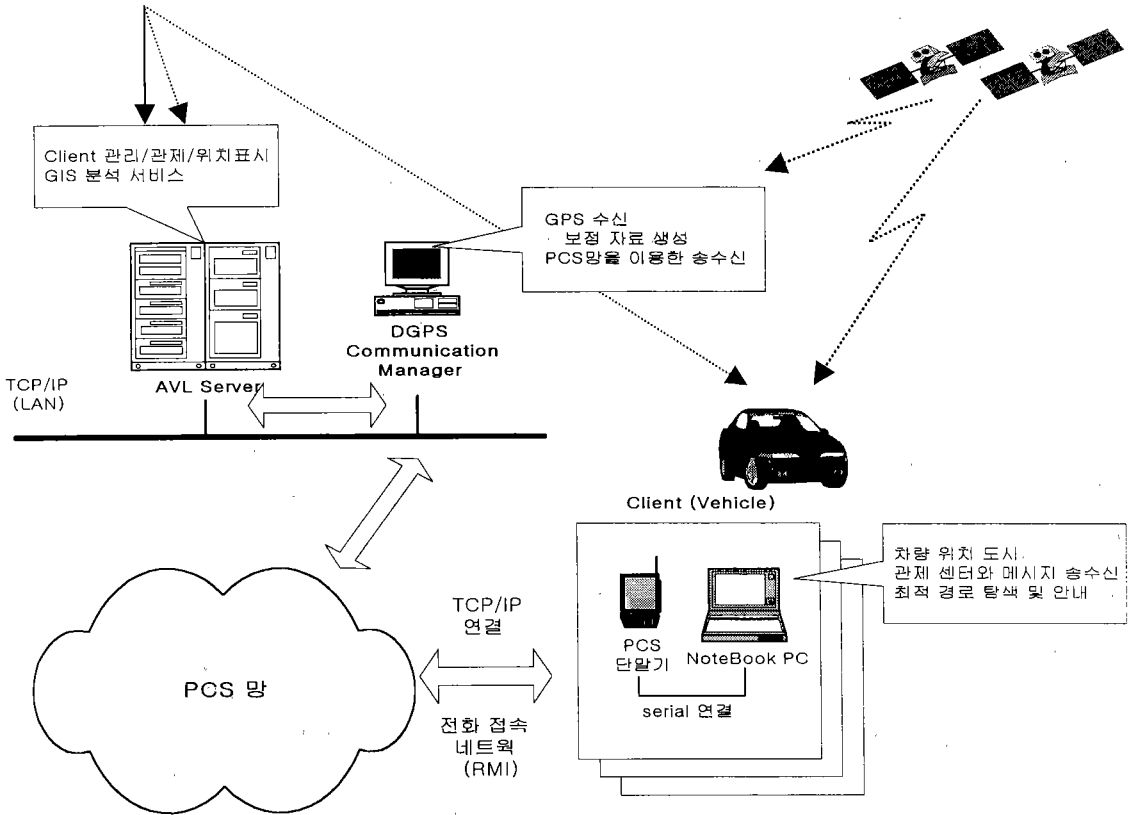 Client 관리/관제/위치표시
GIS 분석 서비스
GPS 수신
보정 자료 생성
PCS망을 이용한 송수신
DGPS
Communication
Manager
AVL Server
TCP/IP
(LAN)
Client (Vehicle)
차량 위치 도시
관제 센터와 메시지 송수신
최적 경로 탐색 및 안내
PCS
단말기
NoteBook PC
serial 연결
TCP/IP
연결
PCS 망
전화 접속
네트웍
(RMI)